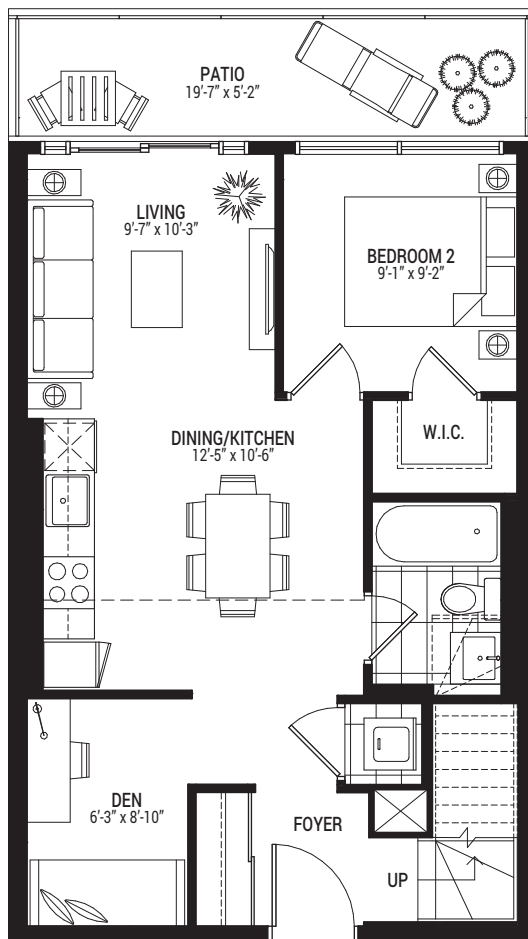 PATIO
19'-7” x 5'-2”
LIVING
9'-7” x 10'-3”
BEDROOM 2
9'-1” x 9'-2”
W.I.C.
DINING/KITCHEN
12'-5” x 10'-6”
DEN
6'-3” x 8'-10”
FOYER
UP